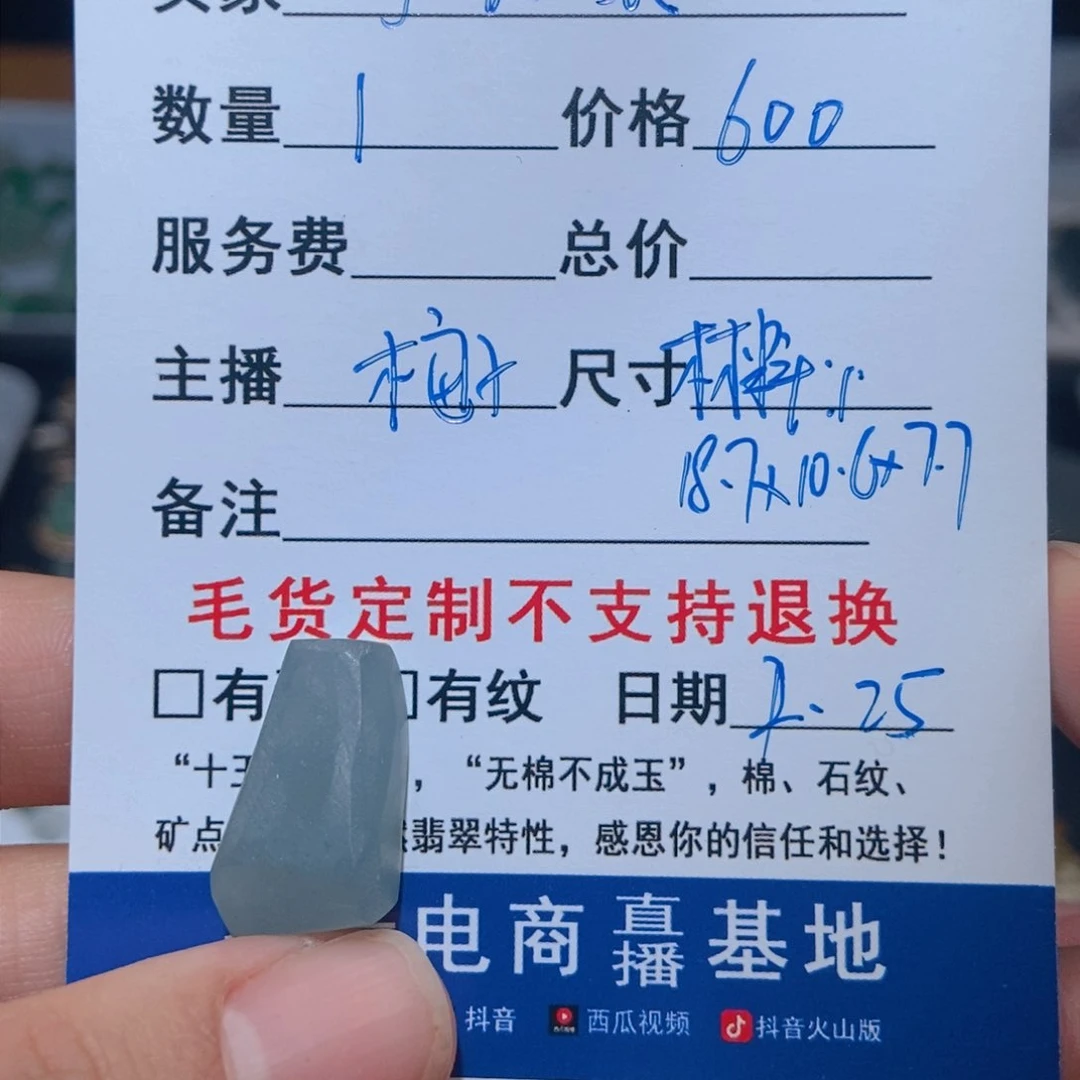 买家
数量 1 价格 600
服务费 总价
主播 尺寸
18.7x10.6x7.7
备注
毛货定制不支持退换
有 有纹 日期 7.25
“十 ，“无棉不成玉”，棉、石纹、
矿点 翡翠特性，感恩你的信任和选择！
电商直播基地
抖音 西瓜视频 抖音火山版